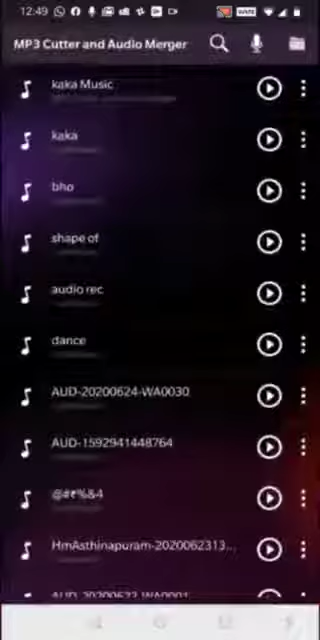 12:49
MP3 Cutter and Audio Merger
kaka Music
kaka
bho
shape of
audio rec
dance
AUD-20200624-WA0030
AUD-1592941448764
@#₹%&4
HmAsthinapuram-2020062313...